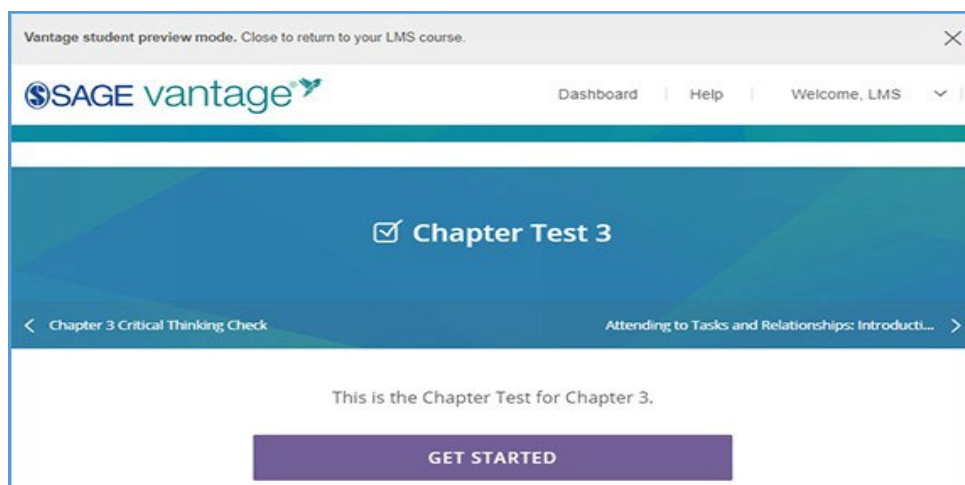 Vantage student preview mode. Close to return to your LMS course.
SAGE vantage
Dashboard Help Welcome, LMS
Chapter Test 3
Chapter 3 Critical Thinking Check Attending to Tasks and Relationships: Introducti...
This is the Chapter Test for Chapter 3.
GET STARTED